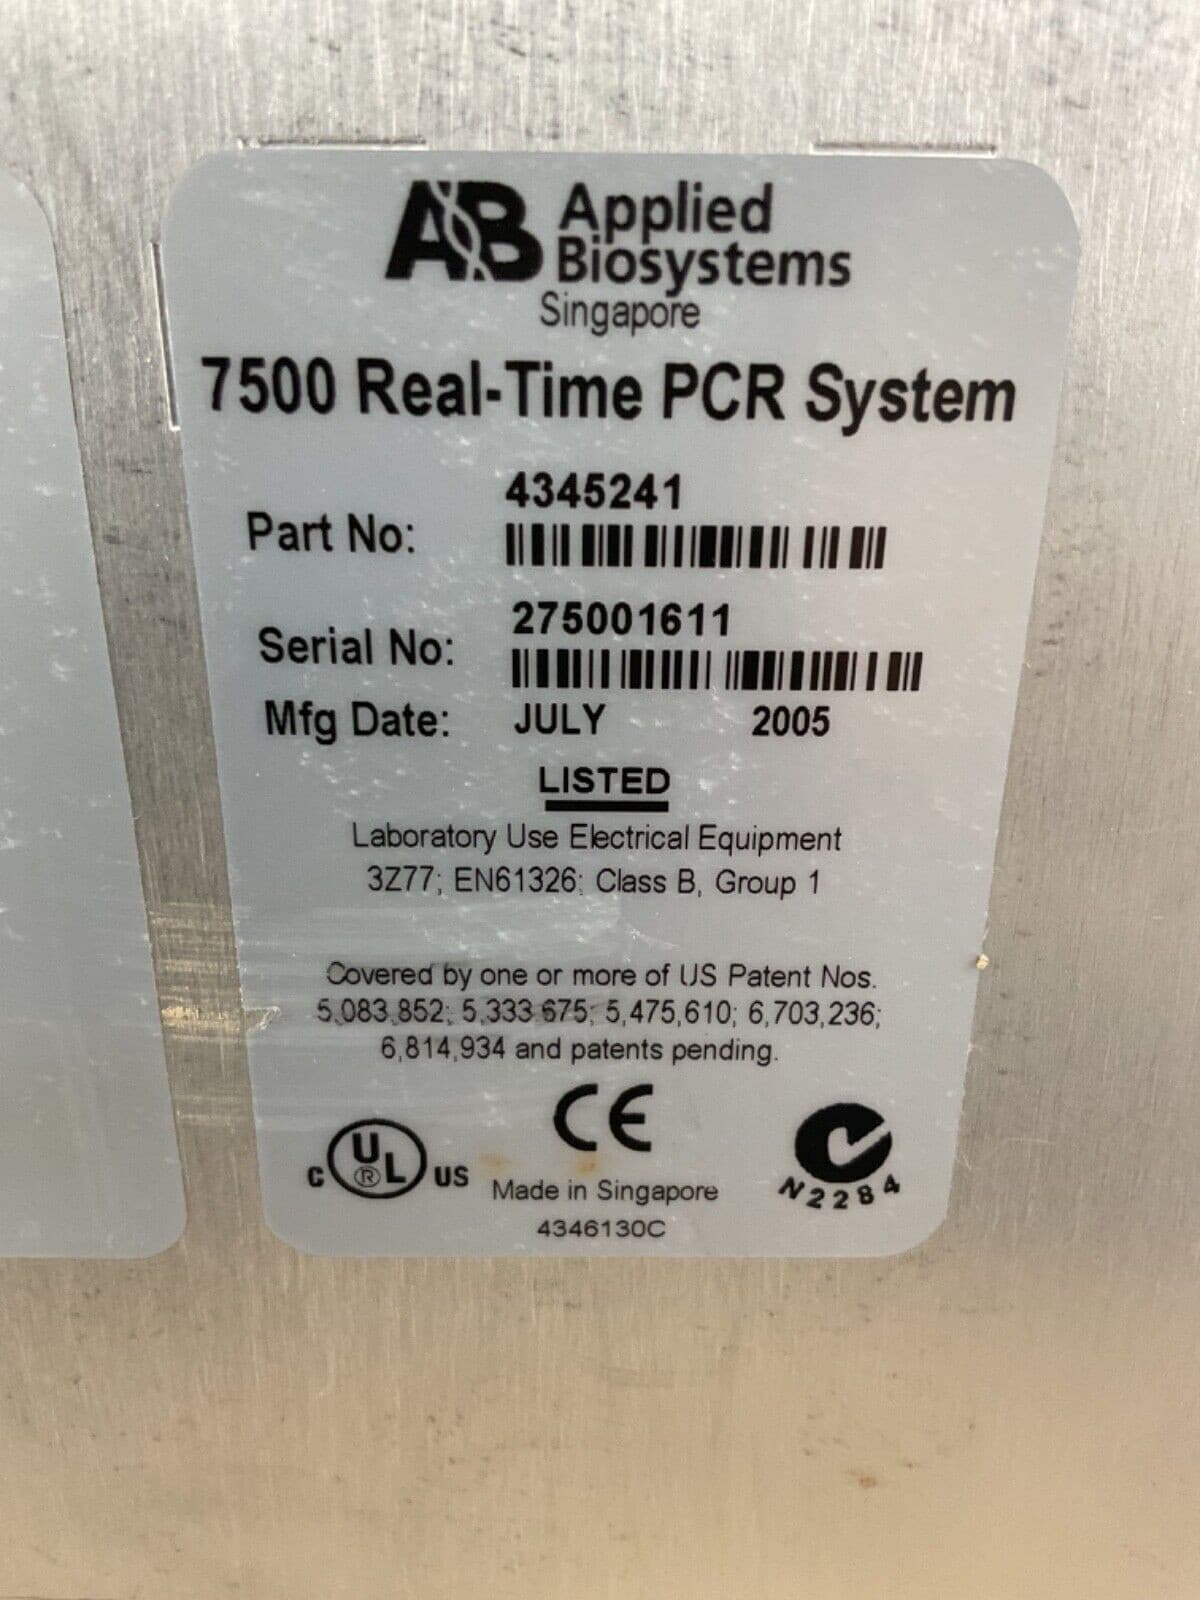 AB Applied
Biosystems
Singapore
7500 Real-Time PCR System
Part No: 4345241
Serial No: 275001611
Mfg Date: JULY 2005
LISTED
Laboratory Use Electrical Equipment
3Z77; EN61326; Class B, Group 1
Covered by one or more of US Patent Nos.
5,083,852; 5,333,675; 5,475,610; 6,703,236;
6,814,934 and patents pending.
C UL ® US
CE
N2284
Made in Singapore
4346130C